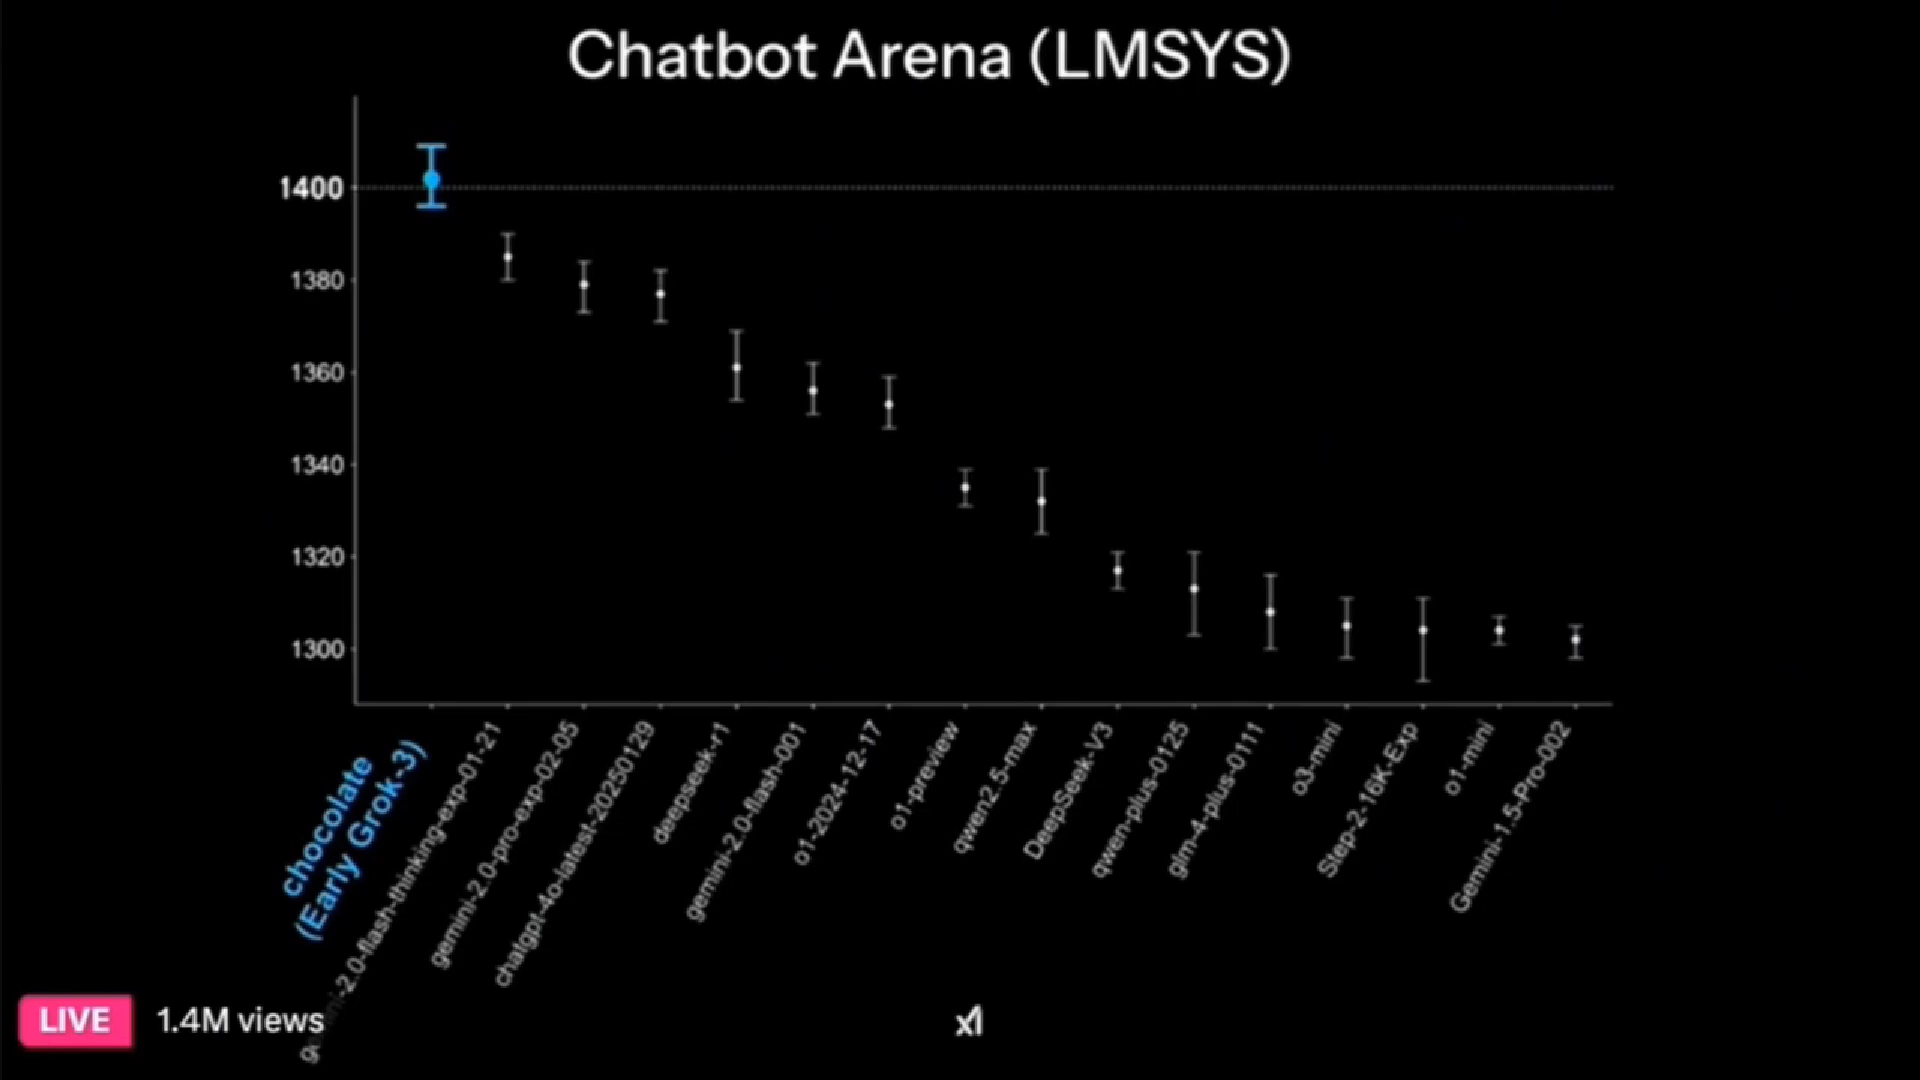 Chatbot Arena (LMSYS)
1400
1380
1360
1340
1320
1300
chocolate
(Early Grok-3)
gemini-2.0-flash-thinking-exp-01-21
gemini-2.0-pro-exp-02-05
chatgpt-4o-latest-20250129
deepseek-r1
gemini-2.0-flash-001
o1-2024-12-17
o1-preview
qwen2.5-max
DeepSeek-V3
qwen-plus-0125
glm-4-plus-0111
o3-mini
Step-2-16K-Exp
o1-mini
Gemini-1.5-Pro-002
LIVE
1.4M views
xI